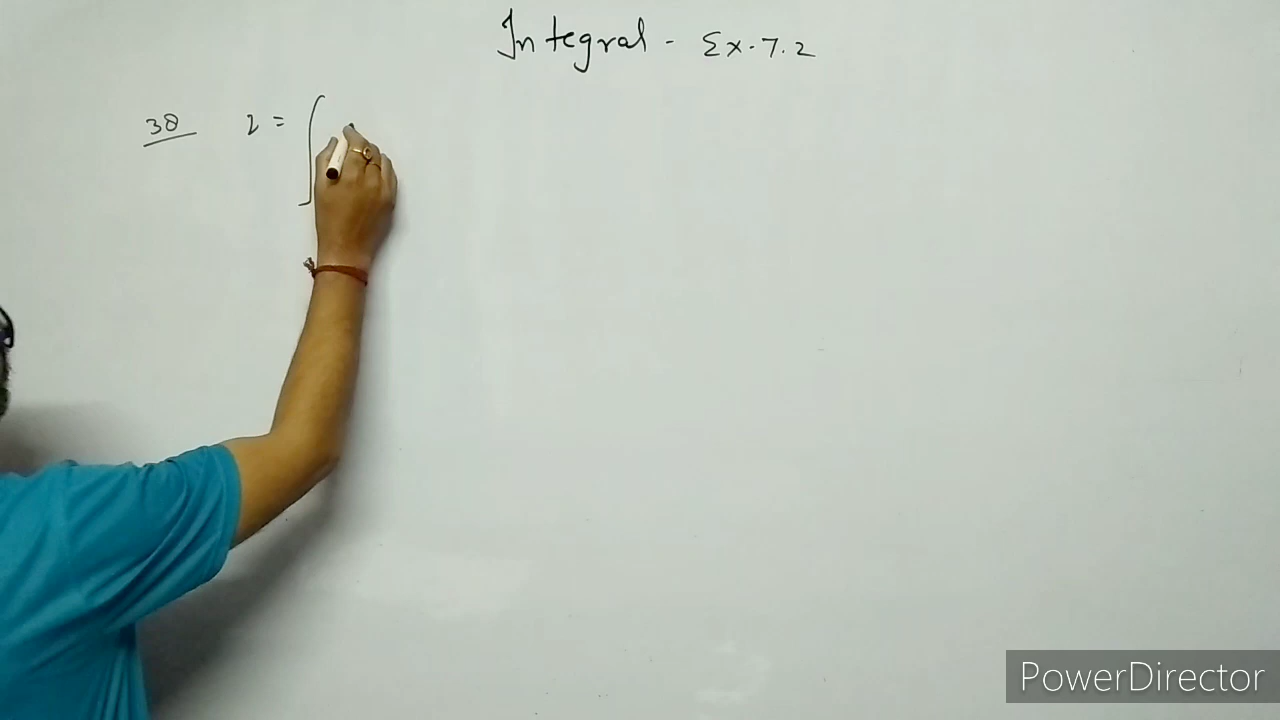 Integral - Ex. 7.2
38 I = ∫
PowerDirector